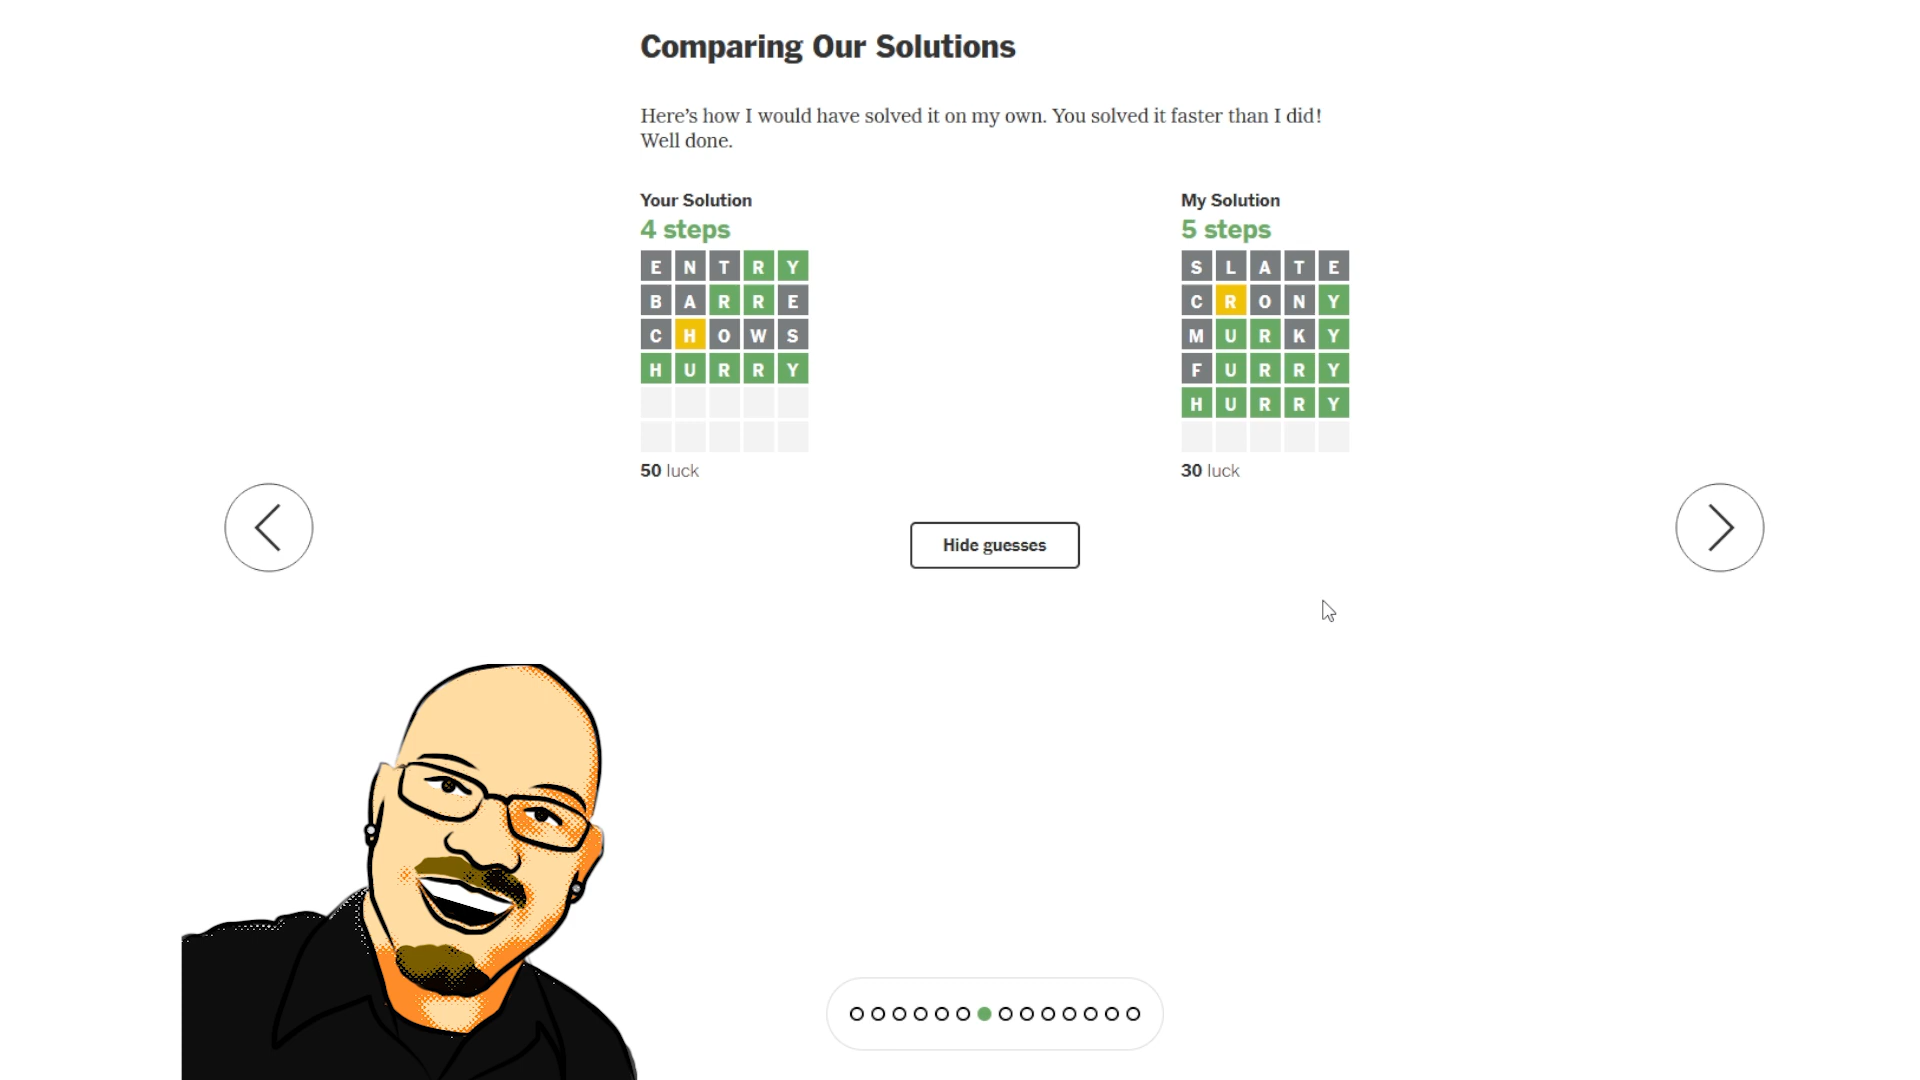 Comparing Our Solutions
Here’s how I would have solved it on my own. You solved it faster than I did!
Well done.
Your Solution
4 steps
ENTRY
BARRE
CHOWS
HURRY
50 luck
My Solution
5 steps
SLATE
CRONY
MURKY
FURRY
HURRY
30 luck
Hide guesses